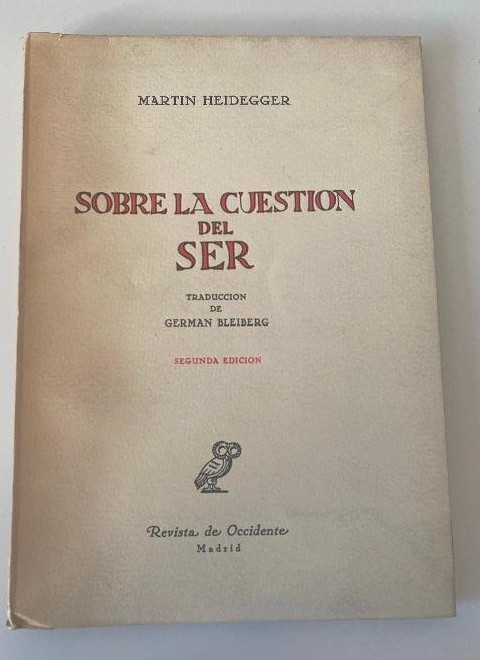 MARTIN HEIDEGGER
SOBRE LA CUESTION
DEL
SER
TRADUCCION
DE
GERMAN BLEIBERG
SEGUNDA EDICION
Revista de Occidente
Madrid